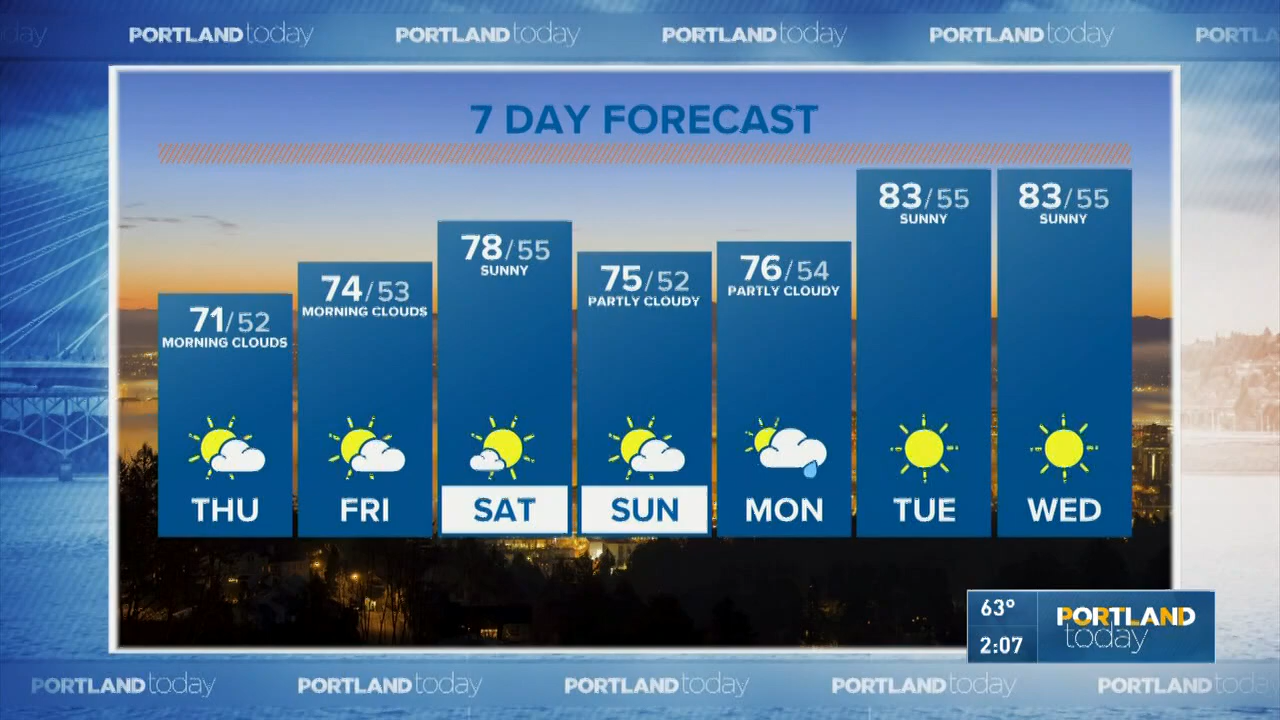 PORTLAND today PORTLAND today PORTLAND today PORTLAND today
7 DAY FORECAST
71/52
MORNING CLOUDS
THU
74/53
MORNING CLOUDS
FRI
78/55
SUNNY
SAT
75/52
PARTLY CLOUDY
SUN
76/54
PARTLY CLOUDY
MON
83/55
SUNNY
TUE
83/55
SUNNY
WED
63°
2:07
PORTLAND
today
PORTLAND today PORTLAND today PORTLAND today PORTLAND today PORTLAND